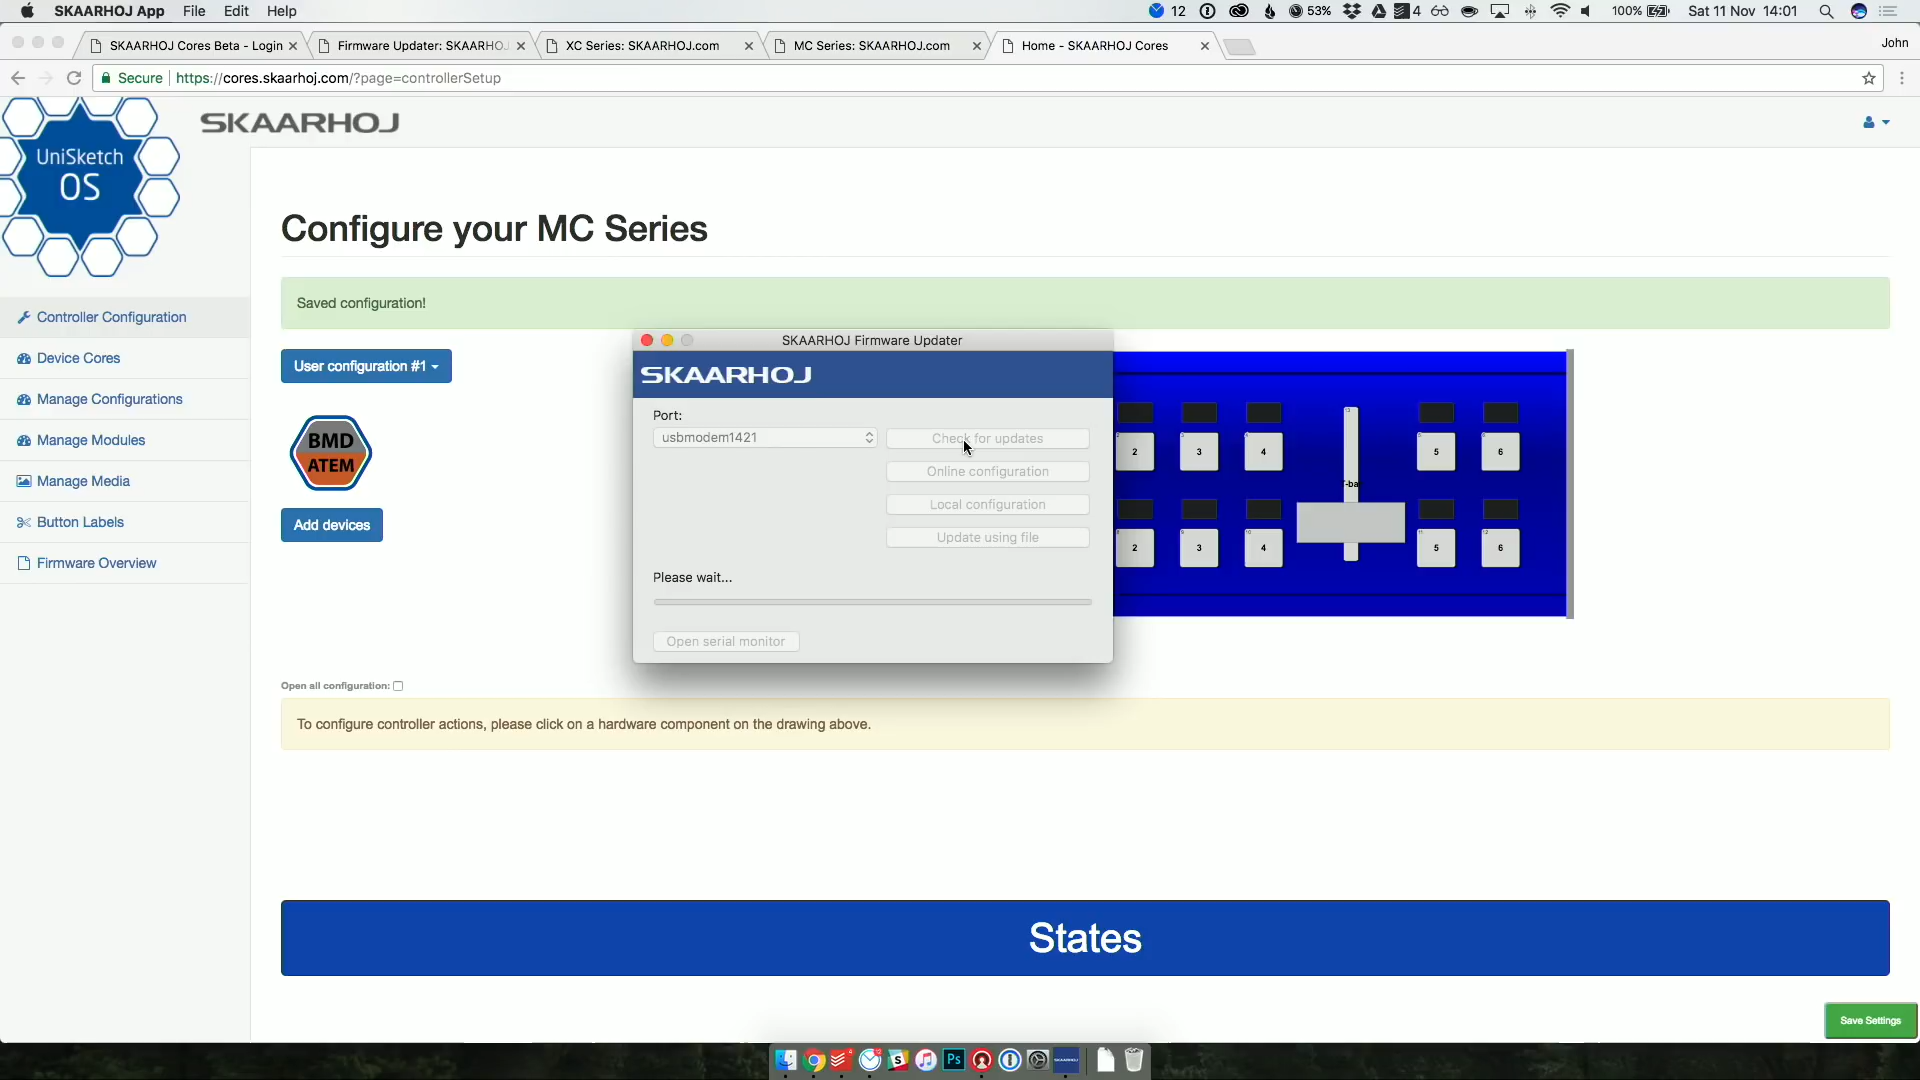 SKAARHOJ App File Edit Help 12 53% 4 100% Sat 11 Nov 14:01
SKAARHOJ Cores Beta - Login
Firmware Updater: SKAARHOJ
XC Series: SKAARHOJ.com
MC Series: SKAARHOJ.com
Home - SKAARHOJ Cores
John
Secure https://cores.skaarhoj.com/?page=controllerSetup
UniSketch
OS
SKAARHOJ
Configure your MC Series
Saved configuration!
Controller Configuration
Device Cores
Manage Configurations
Manage Modules
Manage Media
Button Labels
Firmware Overview
User configuration #1
BMD
ATEM
Add devices
SKAARHOJ Firmware Updater
SKAARHOJ
Port:
usbmodem1421
Check for updates
Online configuration
Local configuration
Update using file
Please wait...
Open serial monitor
2 3 4 5 6
-ba
2 3 4 5 6
Open all configuration:
To configure controller actions, please click on a hardware component on the drawing above.
States
Save Settings
Ps
SKAARHOJ